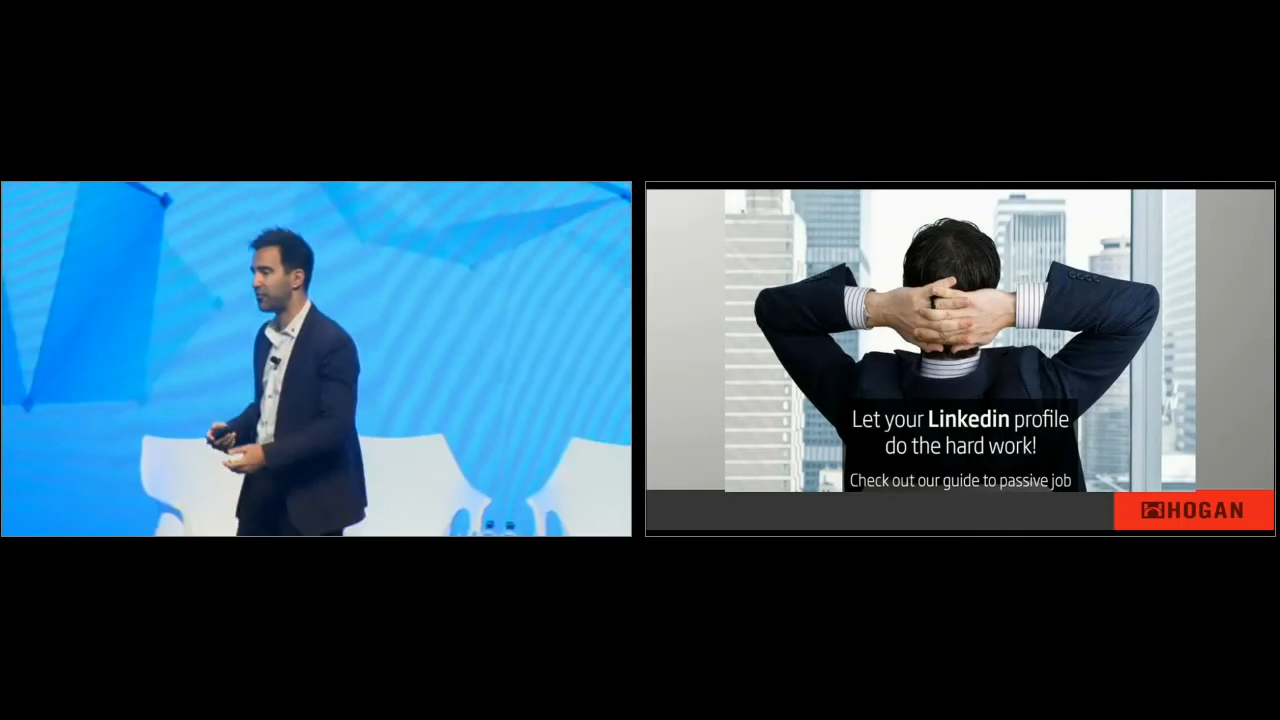 Let your Linkedin profile
do the hard work!
Check out our guide to passive job
HOGAN